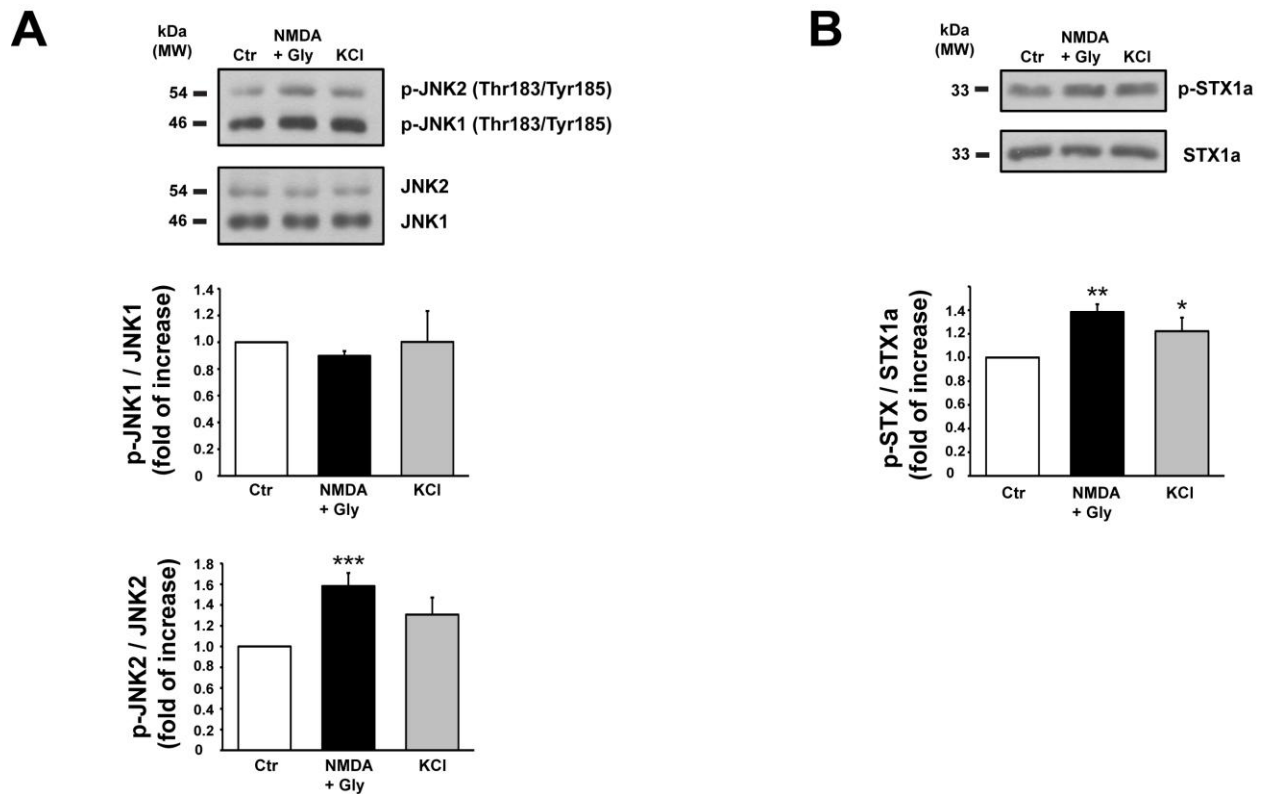 A
kDa
(MW)
Ctr
NMDA
+ Gly
KCl
54
46
p-JNK2 (Thr183/Tyr185)
p-JNK1 (Thr183/Tyr185)
54
46
JNK2
JNK1
p-JNK1 / JNK1
(fold of increase)
1.4
1.2
1.0
0.8
0.6
0.4
0.2
0
Ctr
NMDA
+ Gly
KCl
p-JNK2 / JNK2
(fold of increase)
1.8
1.6
1.4
1.2
1.0
0.8
0.6
0.4
0.2
0
***
Ctr
NMDA
+ Gly
KCl
B
kDa
(MW)
Ctr
NMDA
+ Gly
KCl
33
p-STX1a
33
STX1a
p-STX / STX1a
(fold of increase)
1.4
1.2
1.0
0.8
0.6
0.4
0.2
0
**
*
Ctr
NMDA
+ Gly
KCl